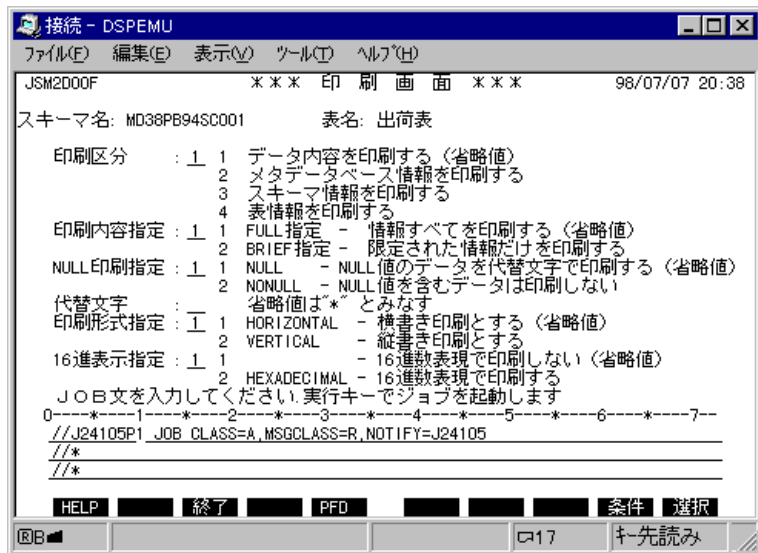 接続 - DSPEMU
ファイル(F) 編集(E) 表示(V) ツール(T) ヘルプ(H)
JSM2D00F ＊＊＊ 印 刷 画 面 ＊＊＊ 98/07/07 20:38
スキーマ名: MD38PB94SC001 表名: 出荷表
印刷区分 : 1 1 データ内容を印刷する（省略値）
2 メタデータベース情報を印刷する
3 スキーマ情報を印刷する
4 表情報を印刷する
印刷内容指定 : 1 1 FULL指定 - 情報すべてを印刷する（省略値）
2 BRIEF指定 - 限定された情報だけを印刷する
NULL印刷指定 : 1 1 NULL - NULL値のデータを代替文字で印刷する（省略値）
2 NONULL - NULL値を含むデータは印刷しない
代替文字 : __ 省略値は"*" とみなす
印刷形式指定 : 1 1 HORIZONTAL - 横書き印刷とする（省略値）
2 VERTICAL - 縦書き印刷とする
16進表示指定 : 1 1 - 16進数表現で印刷しない（省略値）
2 HEXADECIMAL - 16進数表現で印刷する
ＪＯＢ文を入力してください.実行キーでジョブを起動します
0----*----1----*----2----*----3----*----4----*----5----*----6----*----7--
//J24105P1 JOB CLASS=A,MSGCLASS=R,NOTIFY=J24105
//*
//*
HELP 終了 PFD 条件 選択
R B 17 キー先読み